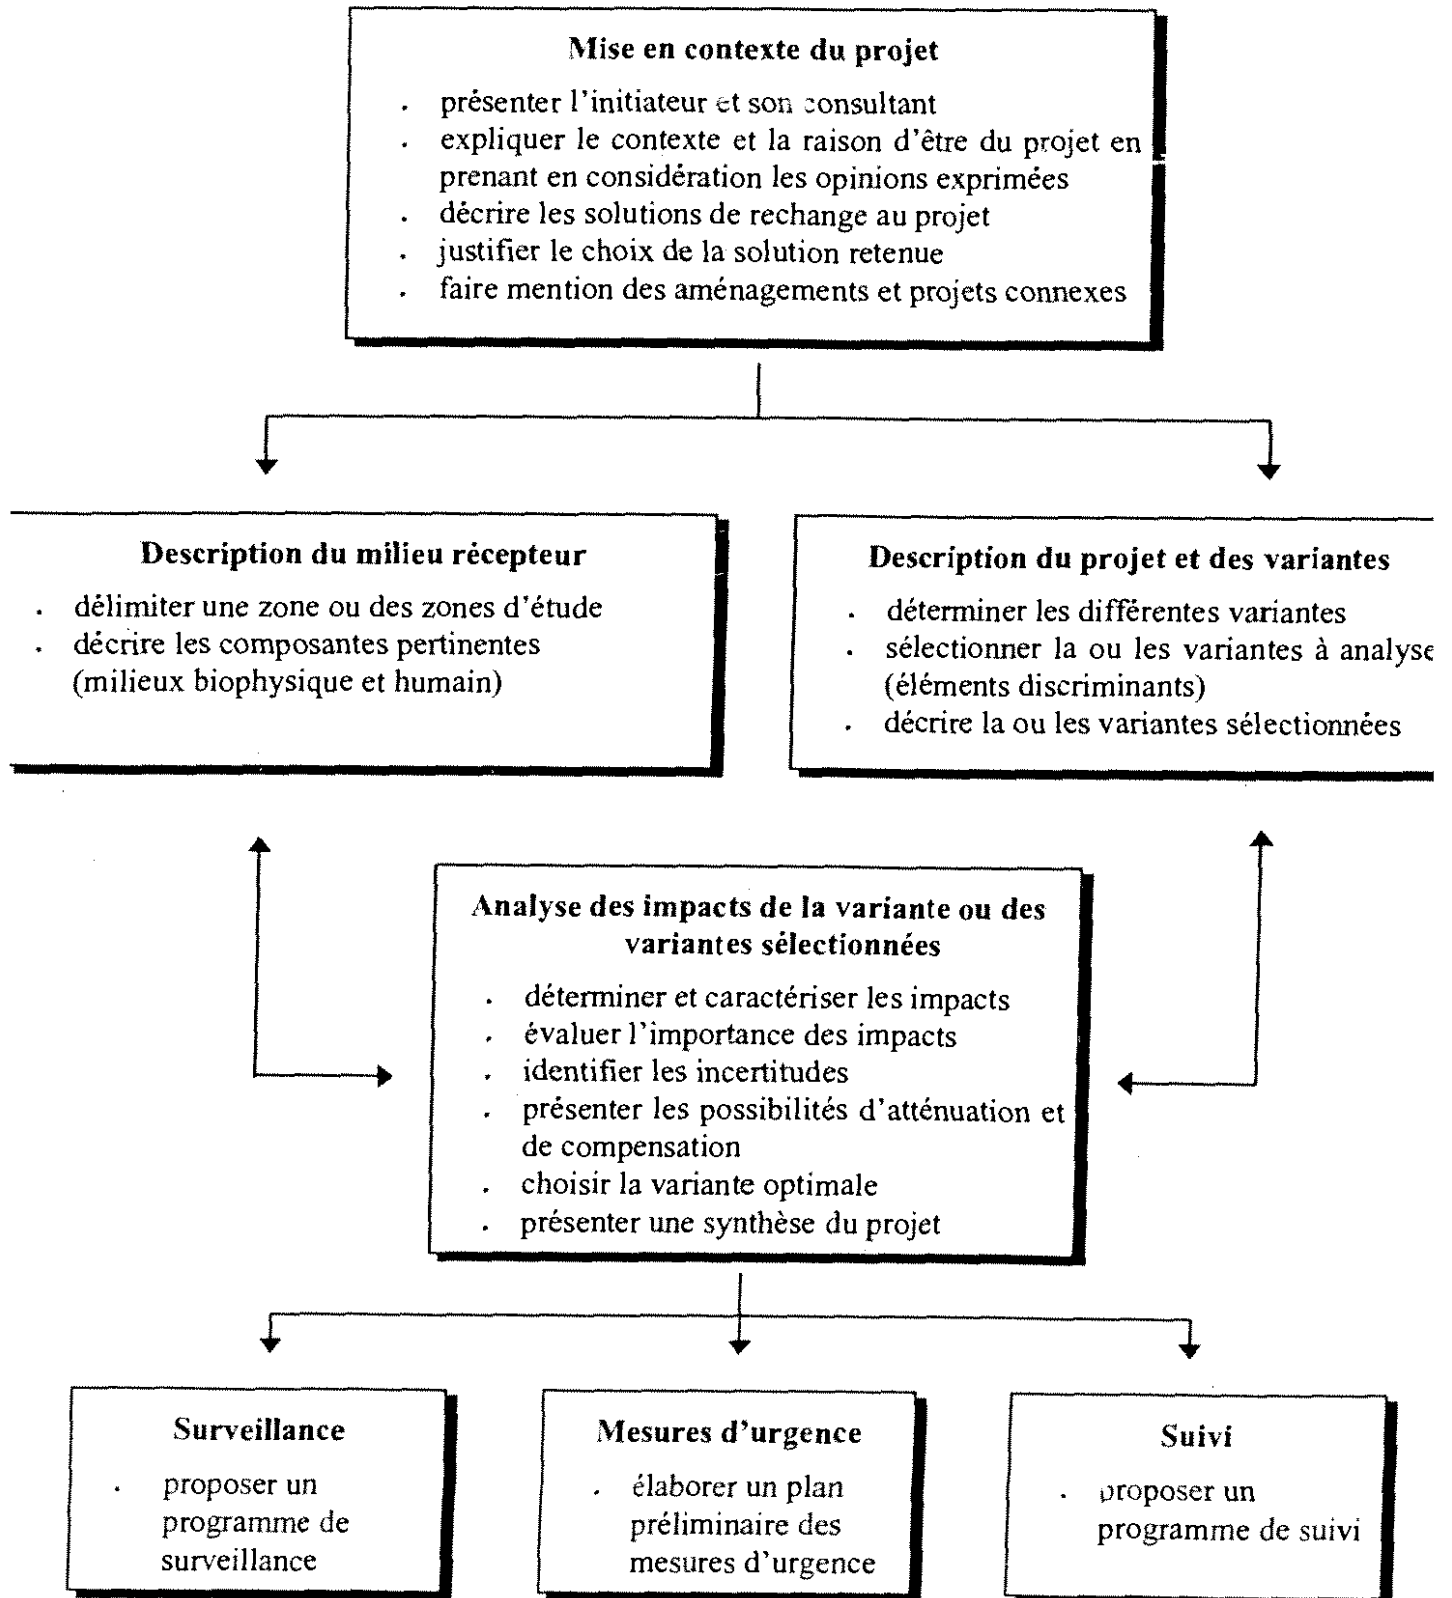 Mise en contexte du projet
. présenter l'initiateur et son consultant
. expliquer le contexte et la raison d'être du projet en
prenant en considération les opinions exprimées
. décrire les solutions de rechange au projet
. justifier le choix de la solution retenue
. faire mention des aménagements et projets connexes
Description du milieu récepteur
. délimiter une zone ou des zones d'étude
. décrire les composantes pertinentes
(milieux biophysique et humain)
Description du projet et des variantes
. déterminer les différentes variantes
. sélectionner la ou les variantes à analyse
(éléments discriminants)
. décrire la ou les variantes sélectionnées
Analyse des impacts de la variante ou des
variantes sélectionnées
. déterminer et caractériser les impacts
. évaluer l'importance des impacts
. identifier les incertitudes
. présenter les possibilités d'atténuation et
de compensation
. choisir la variante optimale
. présenter une synthèse du projet
Surveillance
. proposer un
programme de
surveillance
Mesures d'urgence
. élaborer un plan
préliminaire des
mesures d'urgence
Suivi
. proposer un
programme de suivi